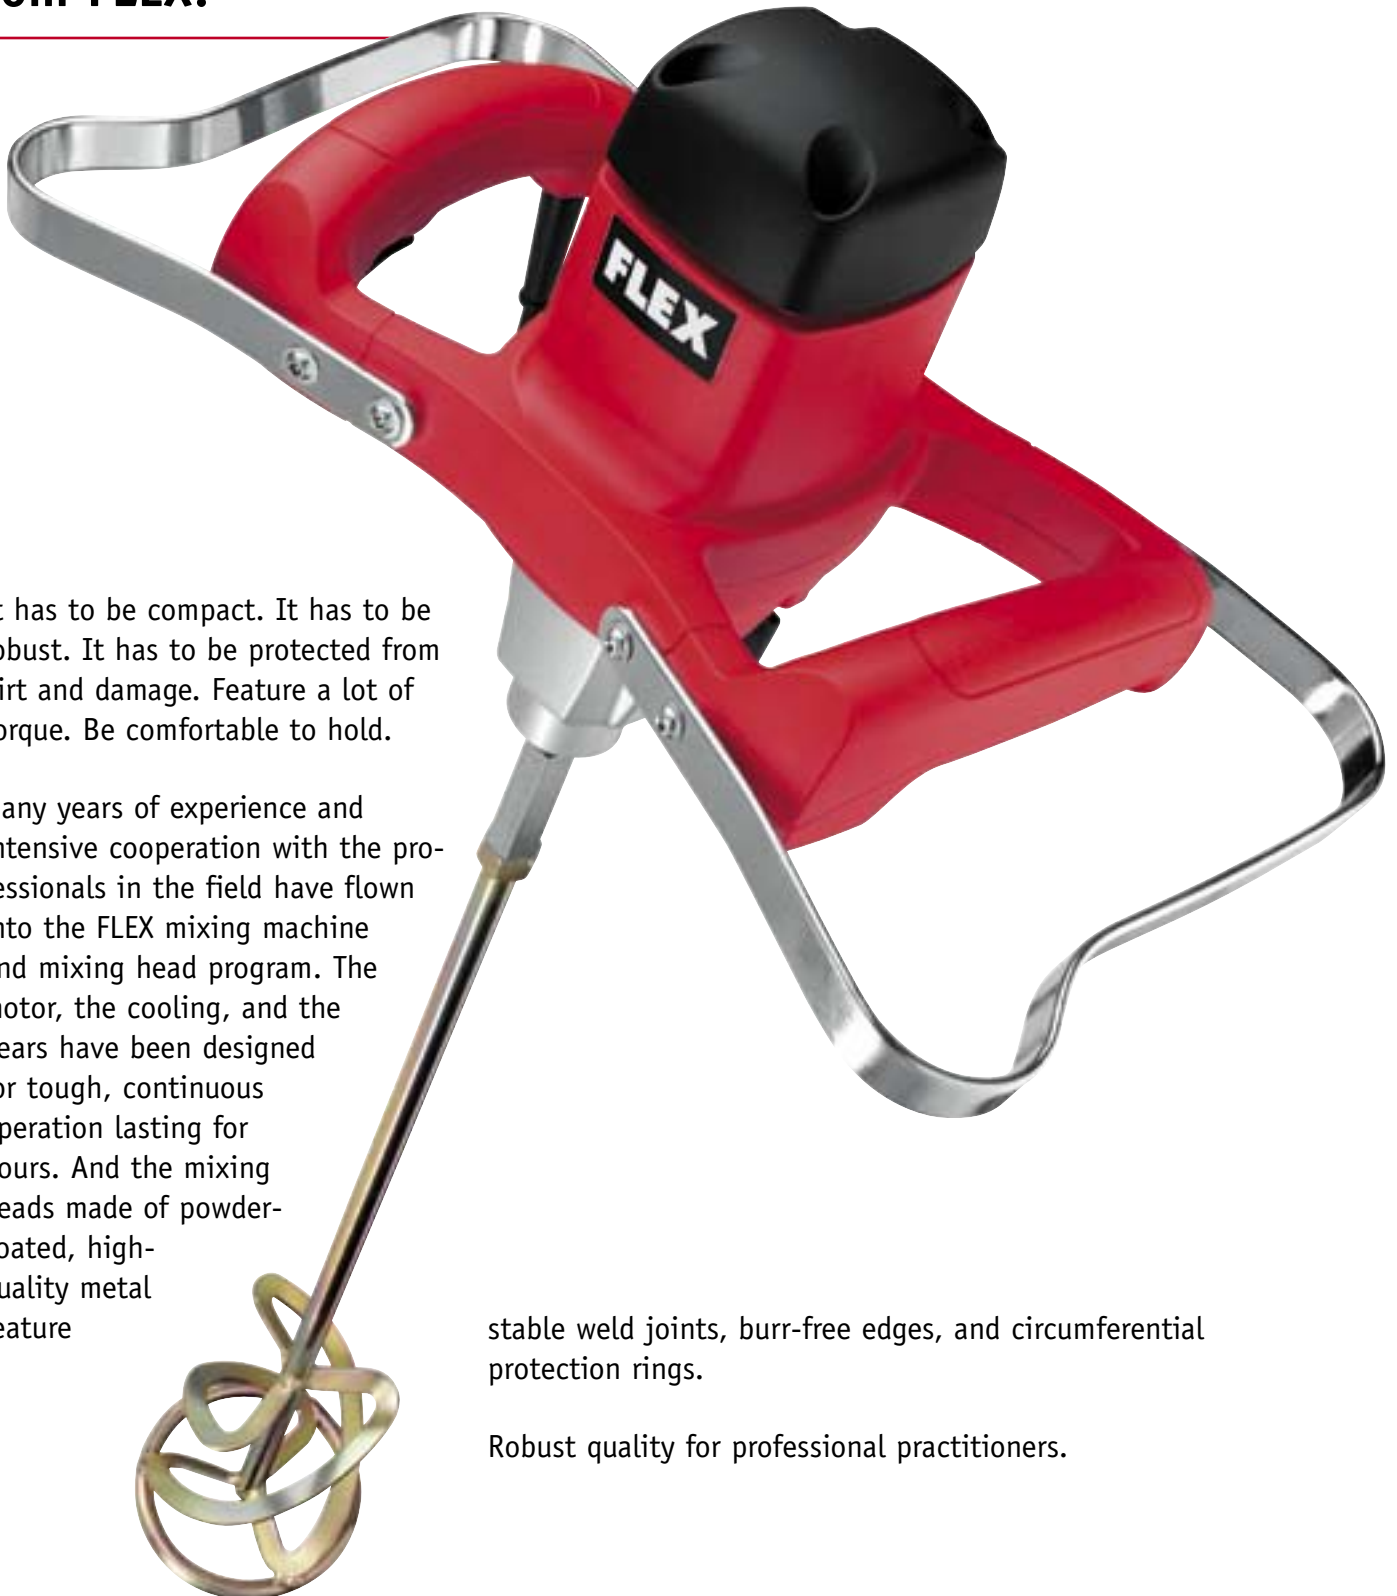 om FLEX.
FLEX
t has to be compact. It has to be
obust. It has to be protected from
irt and damage. Feature a lot of
orque. Be comfortable to hold.
any years of experience and
ntensive cooperation with the pro-
essionals in the field have flown
nto the FLEX mixing machine
nd mixing head program. The
otor, the cooling, and the
ears have been designed
or tough, continuous
peration lasting for
ours. And the mixing
eads made of powder-
oated, high-
uality metal
eature
stable weld joints, burr-free edges, and circumferential
protection rings.
Robust quality for professional practitioners.